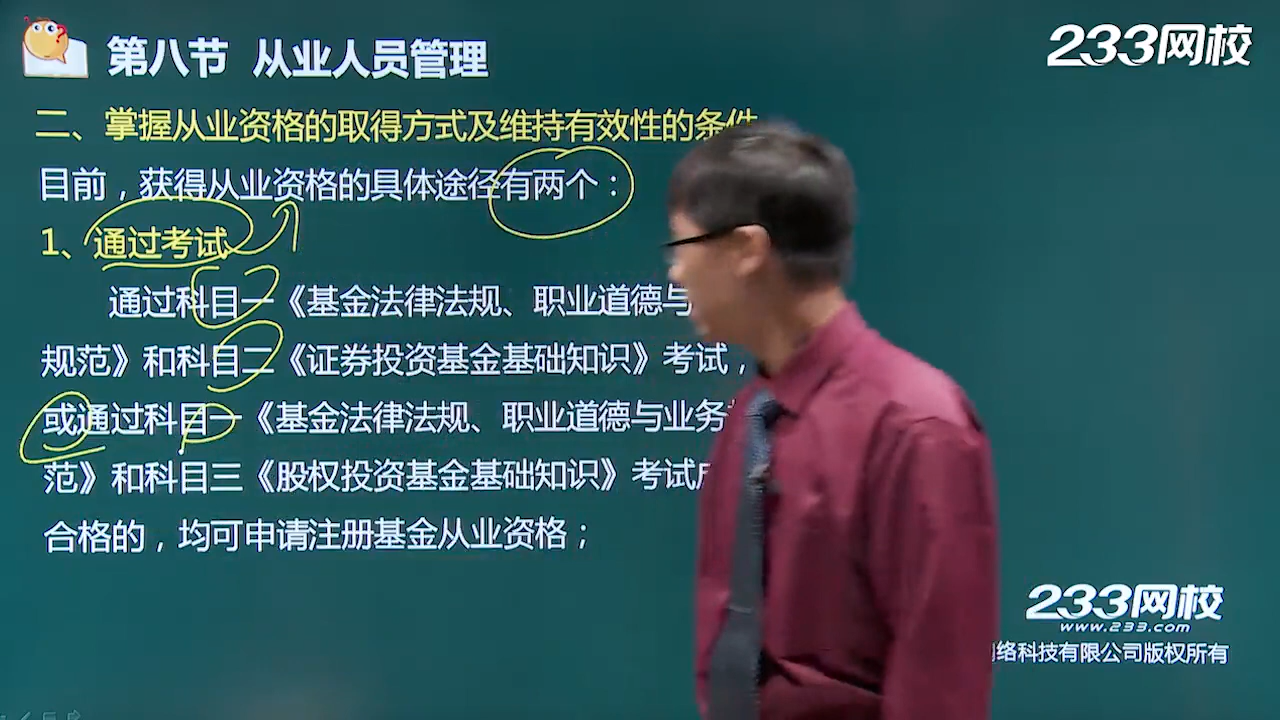 第八节 从业人员管理
233网校
二、掌握从业资格的取得方式及维持有效性的条件
目前，获得从业资格的具体途径有两个：
1、通过考试
通过科目一《基金法律法规、职业道德与
规范》和科目二《证券投资基金基础知识》考试，
或通过科目一《基金法律法规、职业道德与业务
范》和科目三《股权投资基金基础知识》考试
合格的，均可申请注册基金从业资格；
233网校
www.233.com
络科技有限公司版权所有